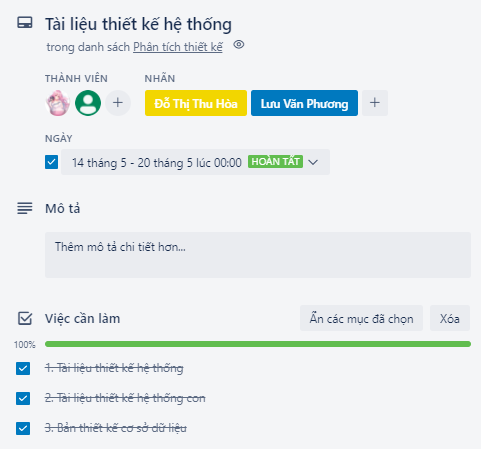 Tài liệu thiết kế hệ thống
trong danh sách Phân tích thiết kế
THÀNH VIÊN NHÃN
+ Đỗ Thị Thu Hòa Lưu Văn Phương +
NGÀY
14 tháng 5 - 20 tháng 5 lúc 00:00 HOÀN TẤT
Mô tả
Thêm mô tả chi tiết hơn...
Việc cần làm Ẩn các mục đã chọn Xóa
100%
1. Tài liệu thiết kế hệ thống
2. Tài liệu thiết kế hệ thống con
3. Bản thiết kế cơ sở dữ liệu